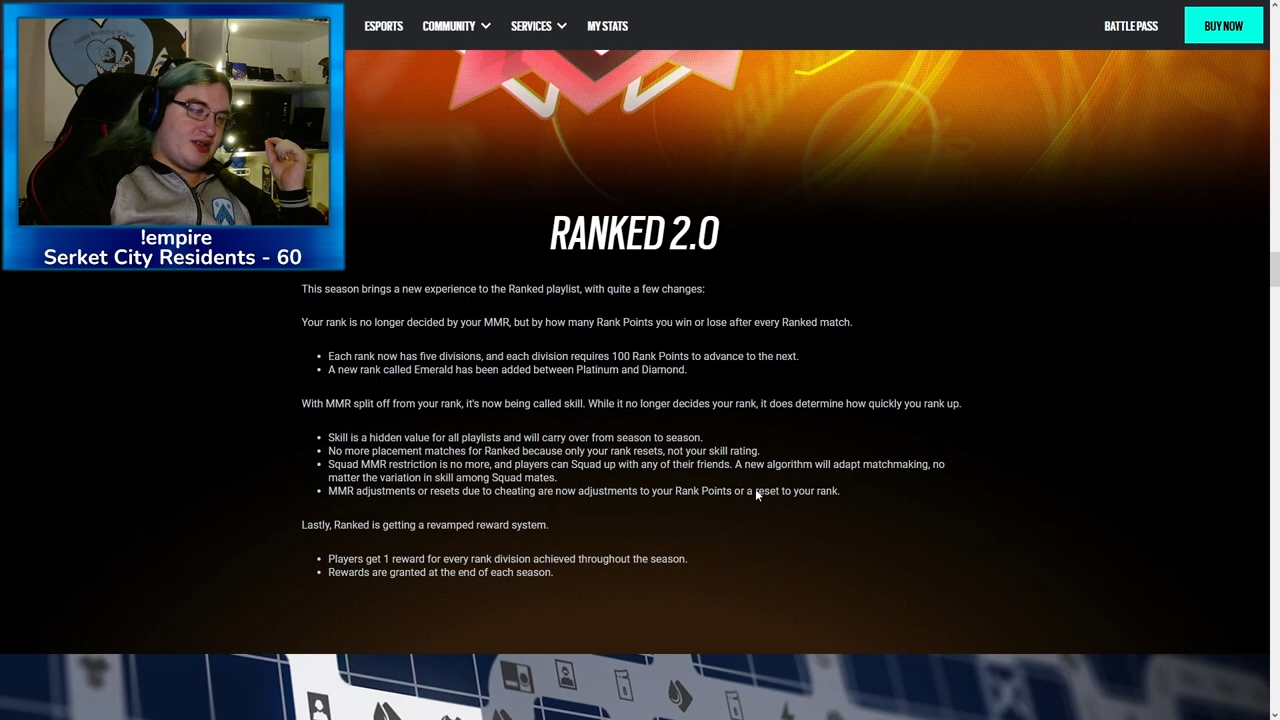 ESPORTS COMMUNITY SERVICES MY STATS BATTLE PASS BUY NOW
!empire
Serket City Residents - 60
RANKED 2.0
This season brings a new experience to the Ranked playlist, with quite a few changes:
Your rank is no longer decided by your MMR, but by how many Rank Points you win or lose after every Ranked match.
• Each rank now has five divisions, and each division requires 100 Rank Points to advance to the next.
• A new rank called Emerald has been added between Platinum and Diamond.
With MMR split off from your rank, it's now being called skill. While it no longer decides your rank, it does determine how quickly you rank up.
• Skill is a hidden value for all playlists and will carry over from season to season.
• No more placement matches for Ranked because only your rank resets, not your skill rating.
• Squad MMR restriction is no more, and players can Squad up with any of their friends. A new algorithm will adapt matchmaking, no
matter the variation in skill among Squad mates.
• MMR adjustments or resets due to cheating are now adjustments to your Rank Points or a reset to your rank.
Lastly, Ranked is getting a revamped reward system.
• Players get 1 reward for every rank division achieved throughout the season.
• Rewards are granted at the end of each season.